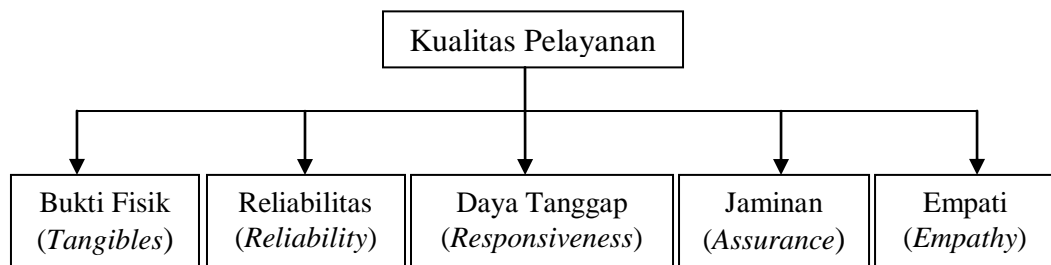 Kualitas Pelayanan
Bukti Fisik
(Tangibles)
Reliabilitas
(Reliability)
Daya Tanggap
(Responsiveness)
Jaminan
(Assurance)
Empati
(Empathy)